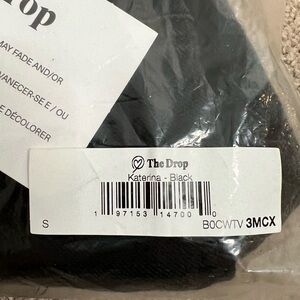 Drop
MAY FADE AND/OR
VANECER-SE E / OU
E DÉCOLORER
The Drop
Katerina - Black
1 97153 14700 0
S
B0CWTV 3MCX